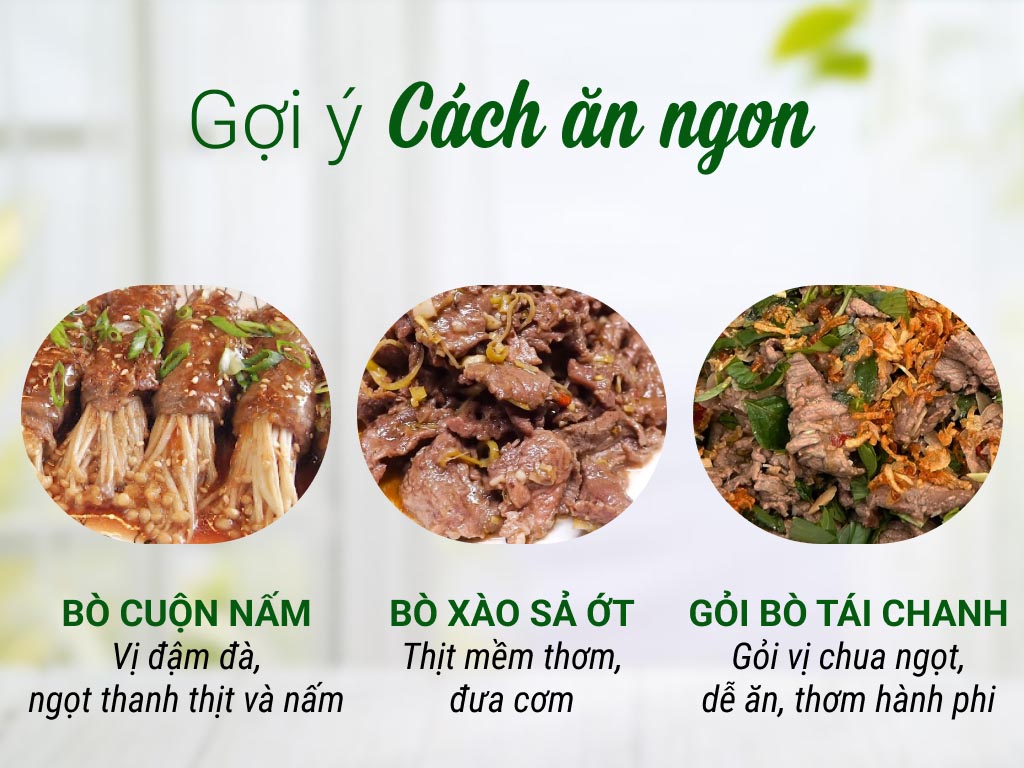 Gợi ý Cách ăn ngon
BÒ CUỘN NẤM
Vị đậm đà,
ngọt thanh thịt và nấm
BÒ XÀO SẢ ỚT
Thịt mềm thơm,
đưa cơm
GỎI BÒ TÁI CHANH
Gỏi vị chua ngọt,
dễ ăn, thơm hành phi